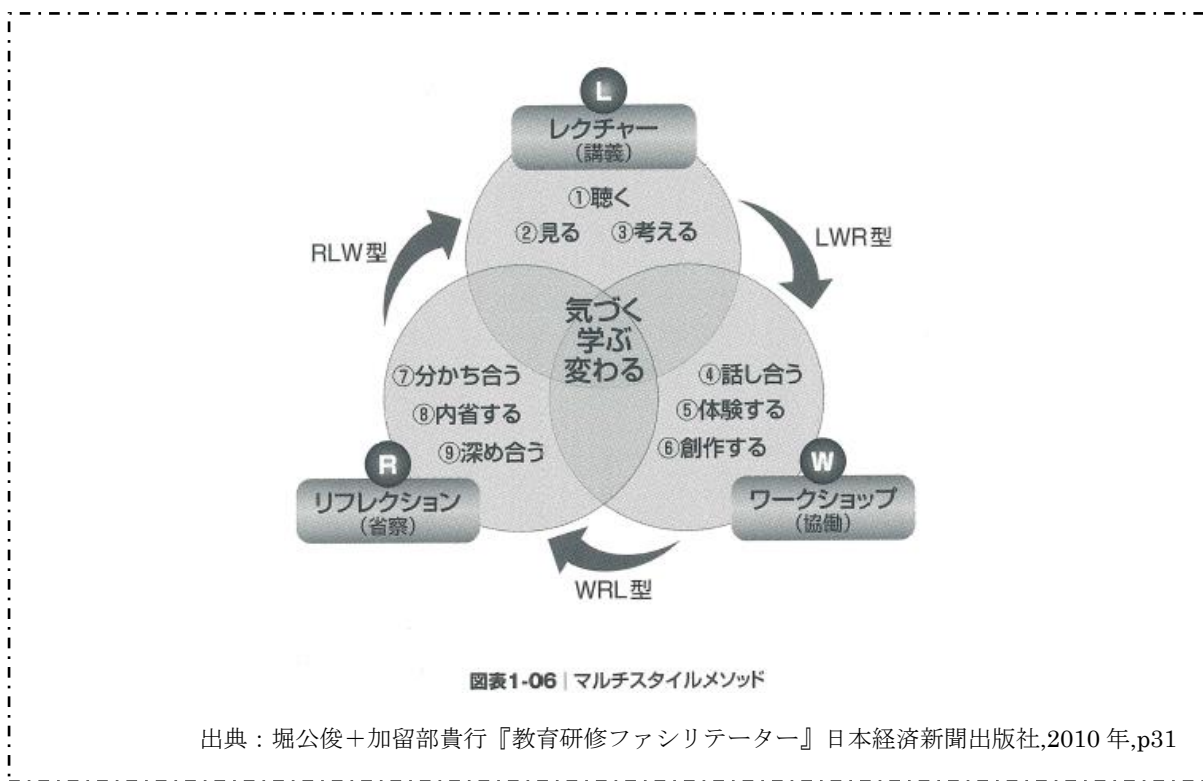 L
レクチャー
(講義)
①聴く
②見る ③考える
RLW型
LWR型
気づく
学ぶ
変わる
⑦分かち合う
⑧内省する
⑨深め合う
④話し合う
⑤体験する
⑥創作する
R
リフレクション
(省察)
W
ワークショップ
(協働)
WRL型
図表1-06|マルチスタイルメソッド
出典:堀公俊+加留部貴行『教育研修ファシリテーター』日本経済新聞出版社,2010年,p31